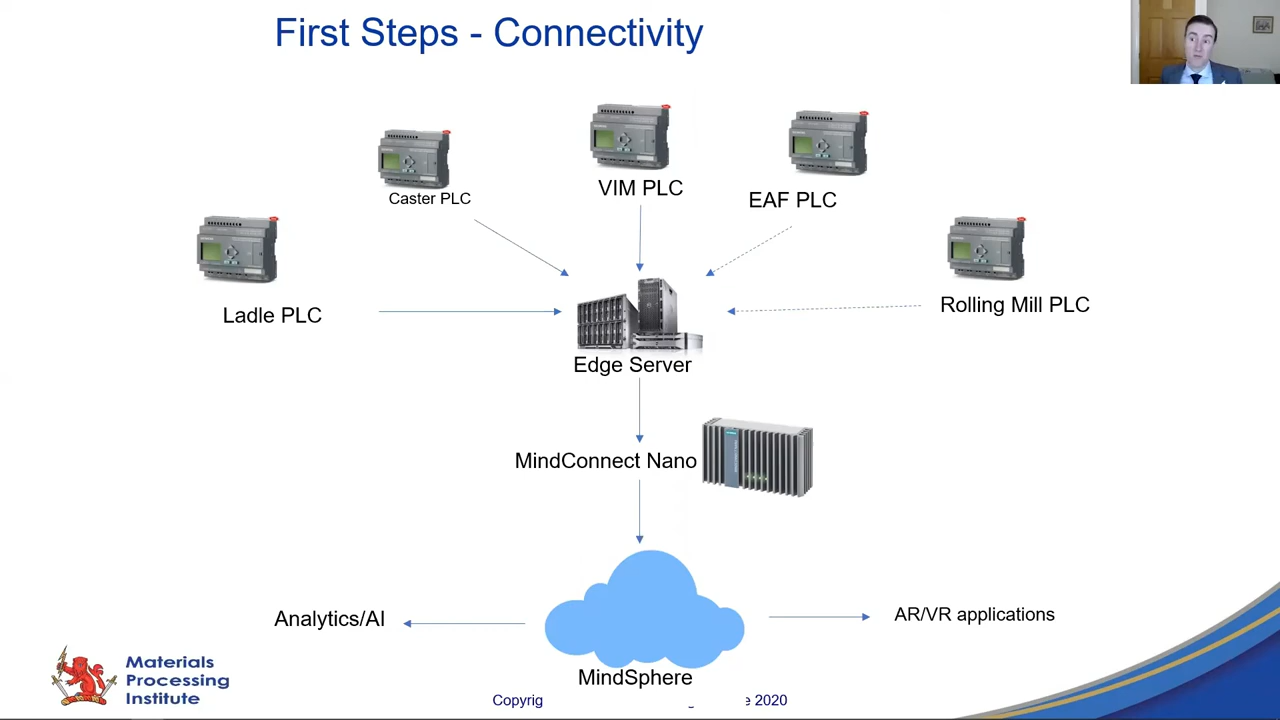 First Steps - Connectivity
VIM PLC
Caster PLC
EAF PLC
Ladle PLC
Rolling Mill PLC
Edge Server
MindConnect Nano
Analytics/AI
AR/VR applications
MindSphere
Materials
Processing
Institute
2020